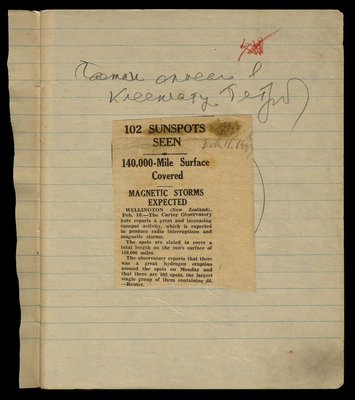 102 SUNSPOTS
SEEN
Feb. 11.
140,000-Mile Surface
Covered
MAGNETIC STORMS
EXPECTED
WELLINGTON (New Zealand),
Feb. 10.—The Carter Observatory
here reports a great and increasing
sunspot activity, which is expected
to produce radio interruptions and
magnetic storms.
The spots are stated to cover a
total length on the sun's surface of
140,000 miles.
The observatory reports that there
was a great hydrogen eruption
around the spots on Monday and
that there are 102 spots, the largest
single group of them containing 46.
—Reuter.